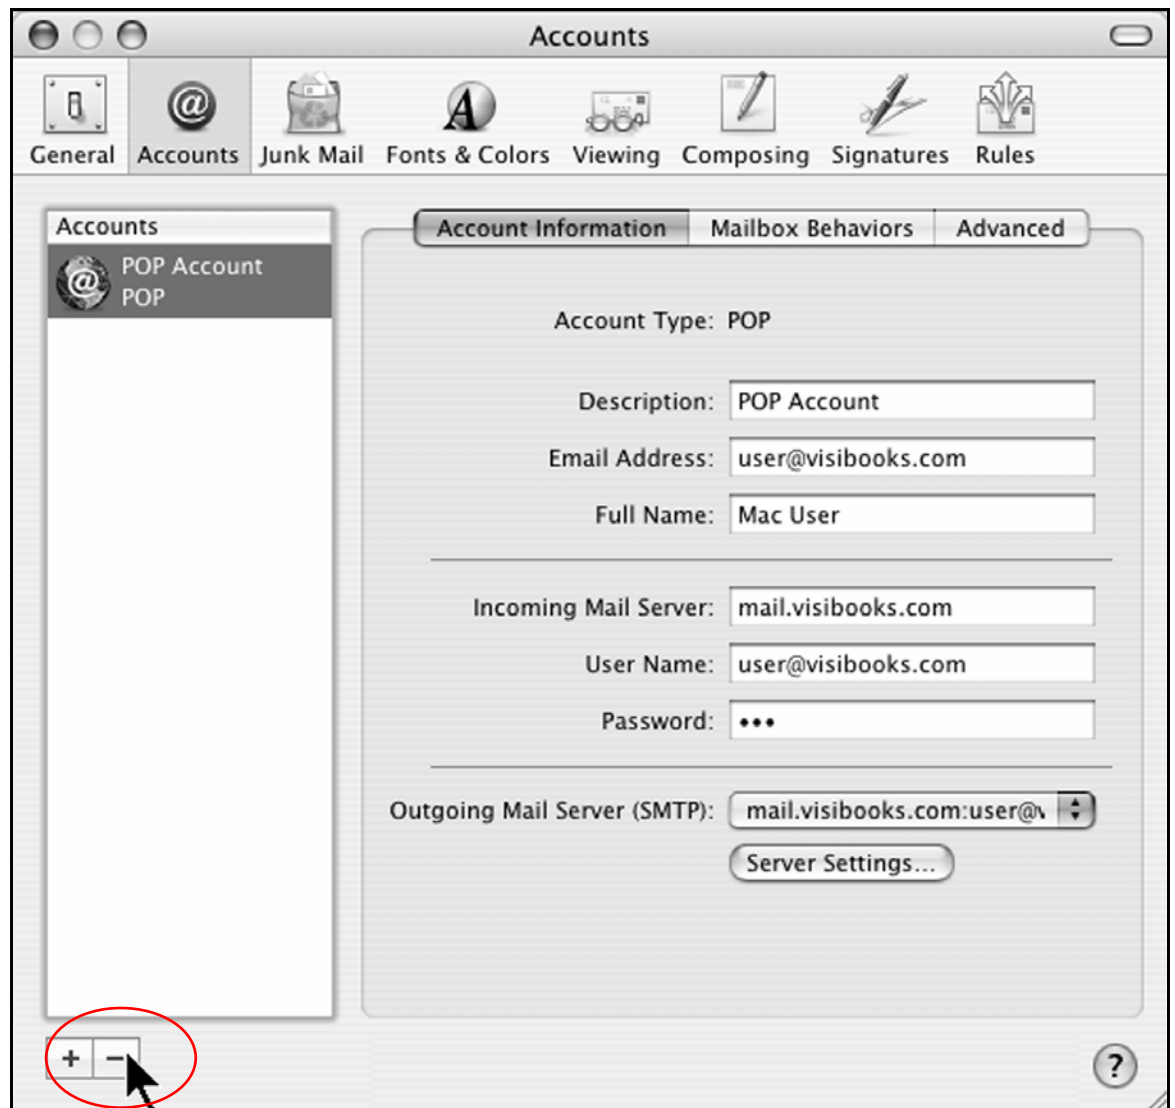 Accounts
General Accounts Junk Mail Fonts & Colors Viewing Composing Signatures Rules
Accounts
POP Account
POP
Account Information Mailbox Behaviors Advanced
Account Type: POP
Description: POP Account
Email Address: user@visibooks.com
Full Name: Mac User
Incoming Mail Server: mail.visibooks.com
User Name: user@visibooks.com
Password: •••
Outgoing Mail Server (SMTP): mail.visibooks.com:user@
Server Settings...
+ −
?